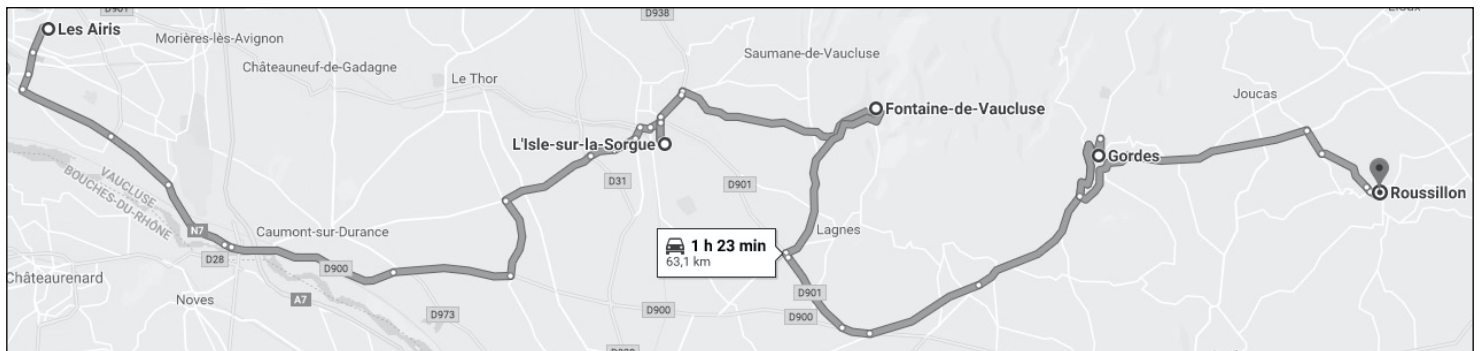 D901
D938
Les Airis
Morières-lès-Avignon
Saumane-de-Vaucluse
Châteauneuf-de-Gadagne
Le Thor
Joucas
Fontaine-de-Vaucluse
L'Isle-sur-la-Sorgue
Gordes
D31
D901
VAUCLUSE
BOUCHES-DU-RHÔNE
Roussillon
N7
Caumont-sur-Durance
Lagnes
1 h 23 min
63,1 km
D28
D900
Châteaurenard
Noves
A7
D901
D973
D900
D900